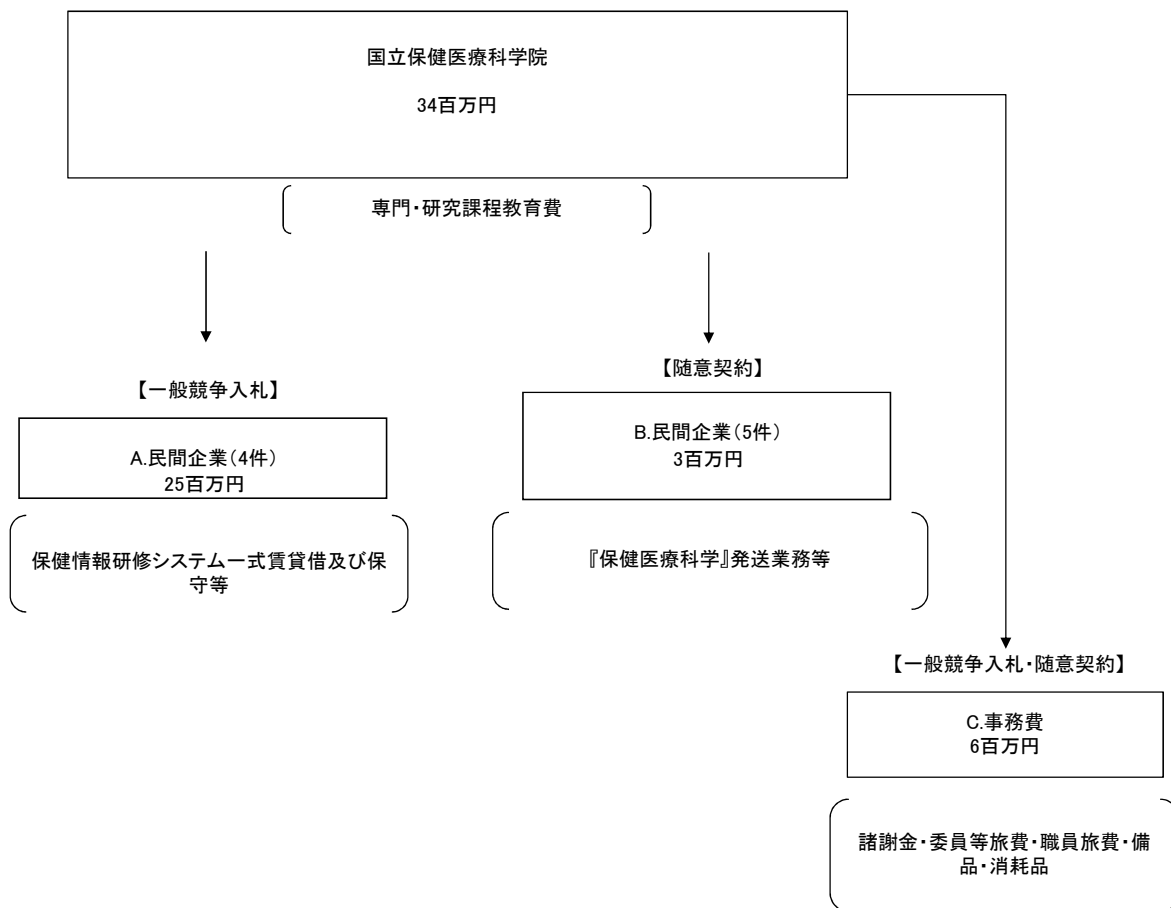 国立保健医療科学院
34百万円
専門・研究課程教育費
【一般競争入札】
A.民間企業(4件)
25百万円
保健情報研修システム一式賃貸借及び保
守等
【随意契約】
B.民間企業(5件)
3百万円
『保健医療科学』発送業務等
【一般競争入札・随意契約】
C.事務費
6百万円
諸謝金・委員等旅費・職員旅費・備
品・消耗品